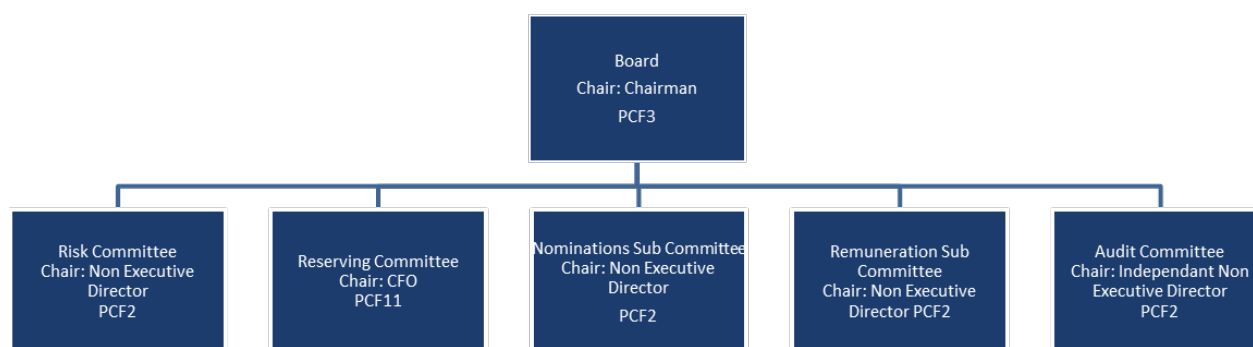 Board
Chair: Chairman
PCF3
Risk Committee
Chair: Non Executive
Director
PCF2
Reserving Committee
Chair: CFO
PCF11
Nominations Sub Committee
Chair: Non Executive
Director
PCF2
Remuneration Sub
Committee
Chair: Non Executive
Director PCF2
Audit Committee
Chair: Independant Non
Executive Director
PCF2